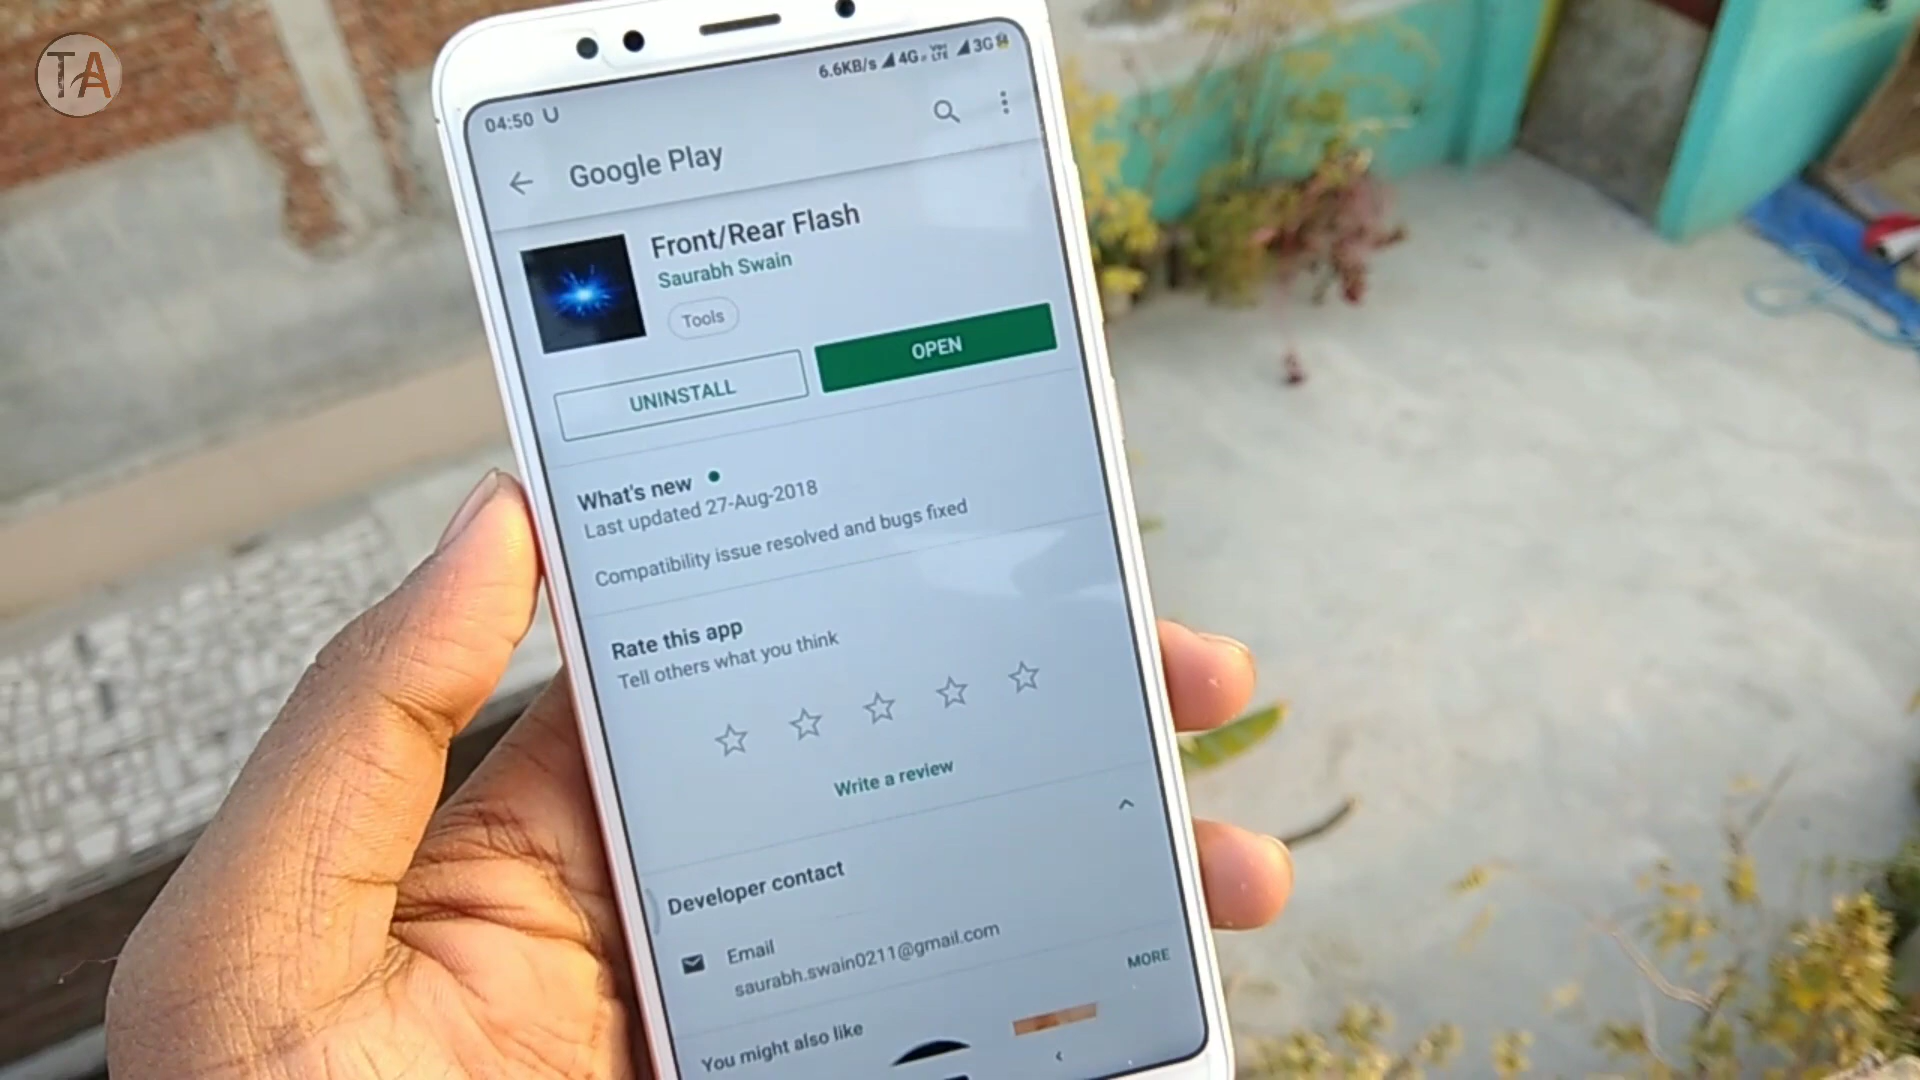 TA
04:50
6.6KB/s 4G VoLTE 3G
Google Play
Front/Rear Flash
Saurabh Swain
Tools
UNINSTALL
OPEN
What's new
Last updated 27-Aug-2018
Compatibility issue resolved and bugs fixed
Rate this app
Tell others what you think
Write a review
Developer contact
Email
saurabh.swain0211@gmail.com
You might also like
MORE